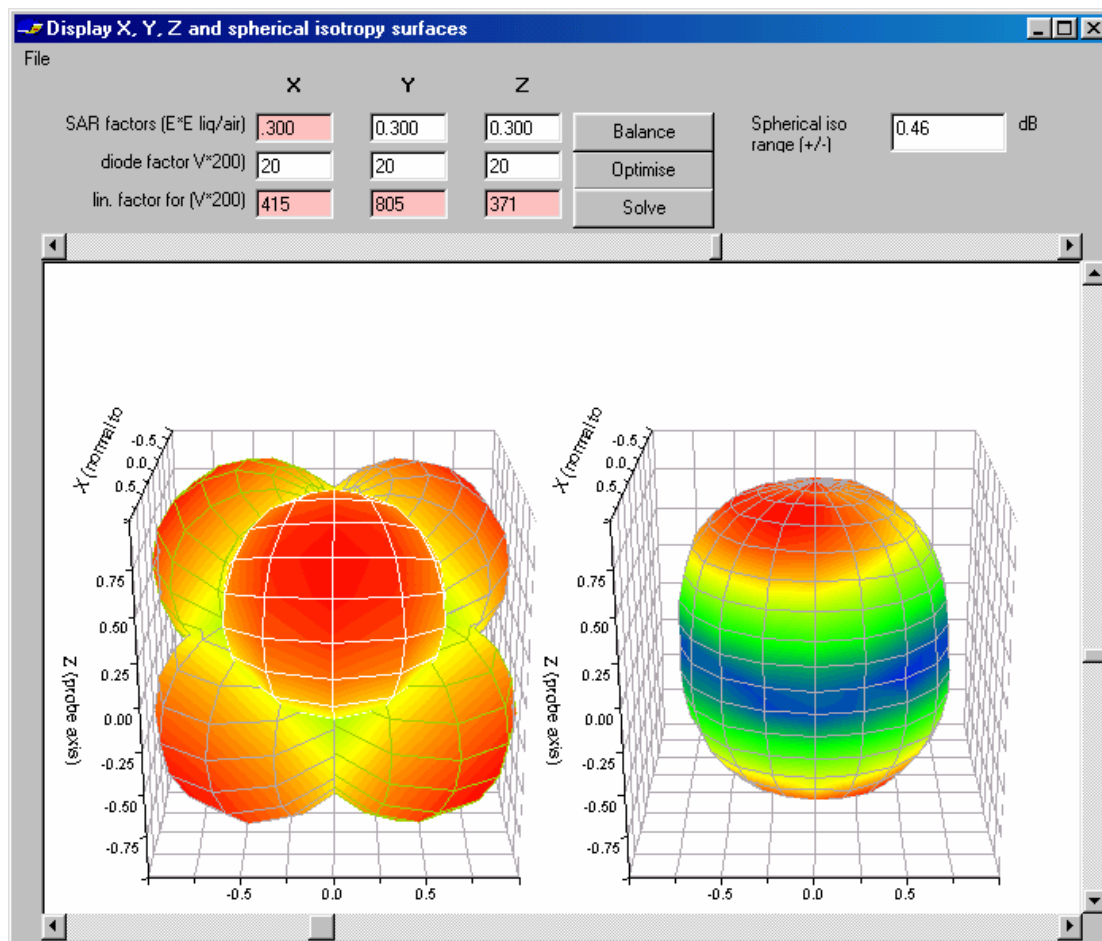 Display X, Y, Z and spherical isotropy surfaces
File
X Y Z
SAR factors (E*E liq/air) .300 0.300 0.300 Balance Spherical iso 0.46 dB
range (+/-)
diode factor V*200) 20 20 20 Optimise
lin. factor for (V*200) 415 805 371 Solve
X (normal to
-0.5
0.0
0.5
0.75
0.50
0.25
0.00
-0.25
-0.50
-0.75
Z (probe axis)
-0.5 0.0 0.5
X (normal to
-0.5
0.0
0.5
0.75
0.50
0.25
0.00
-0.25
-0.50
-0.75
Z (probe axis)
-0.5 0.0 0.5